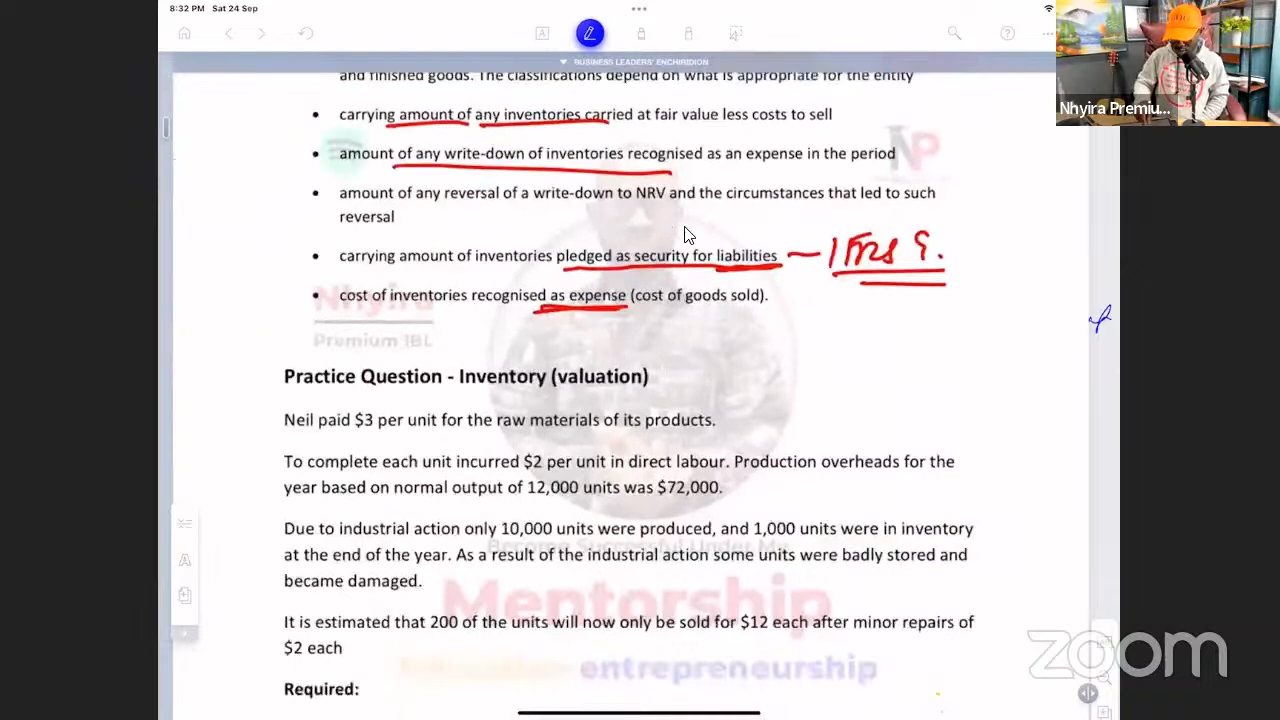 8:32 PM Sat 24 Sep
BUSINESS LEADERS' ENCHIRIDION
Nhyira Premiu...
and finished goods. The classifications depend on what is appropriate for the entity
• carrying amount of any inventories carried at fair value less costs to sell
• amount of any write-down of inventories recognised as an expense in the period
NP
• amount of any reversal of a write-down to NRV and the circumstances that led to such
reversal
• carrying amount of inventories pledged as security for liabilities — IFRS 9.
• cost of inventories recognised as expense (cost of goods sold).
Nhyira
Premium IBL
Practice Question - Inventory (valuation)
Neil paid $3 per unit for the raw materials of its products.
To complete each unit incurred $2 per unit in direct labour. Production overheads for the
year based on normal output of 12,000 units was $72,000.
Due to industrial action only 10,000 units were produced, and 1,000 units were in inventory
Become Successful Under My
at the end of the year. As a result of the industrial action some units were badly stored and
became damaged.
Mentorship
It is estimated that 200 of the units will now only be sold for $12 each after minor repairs of
$2 each
entrepreneurship
zoom
Required: